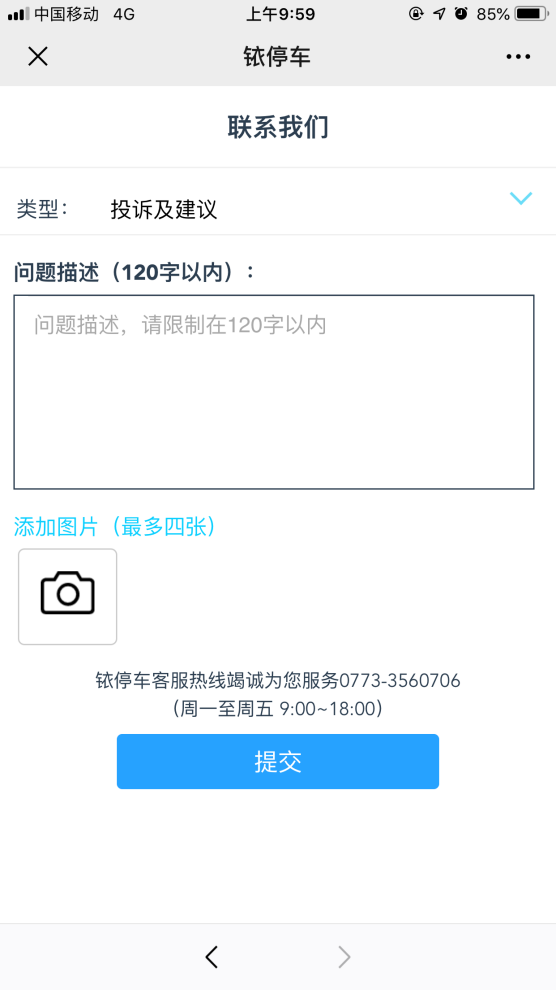 中国移动 4G 上午9:59 85%
铱停车
联系我们
类型： 投诉及建议
问题描述（120字以内）：
问题描述，请限制在120字以内
添加图片（最多四张）
铱停车客服热线竭诚为您服务0773-3560706
（周一至周五 9:00~18:00）
提交